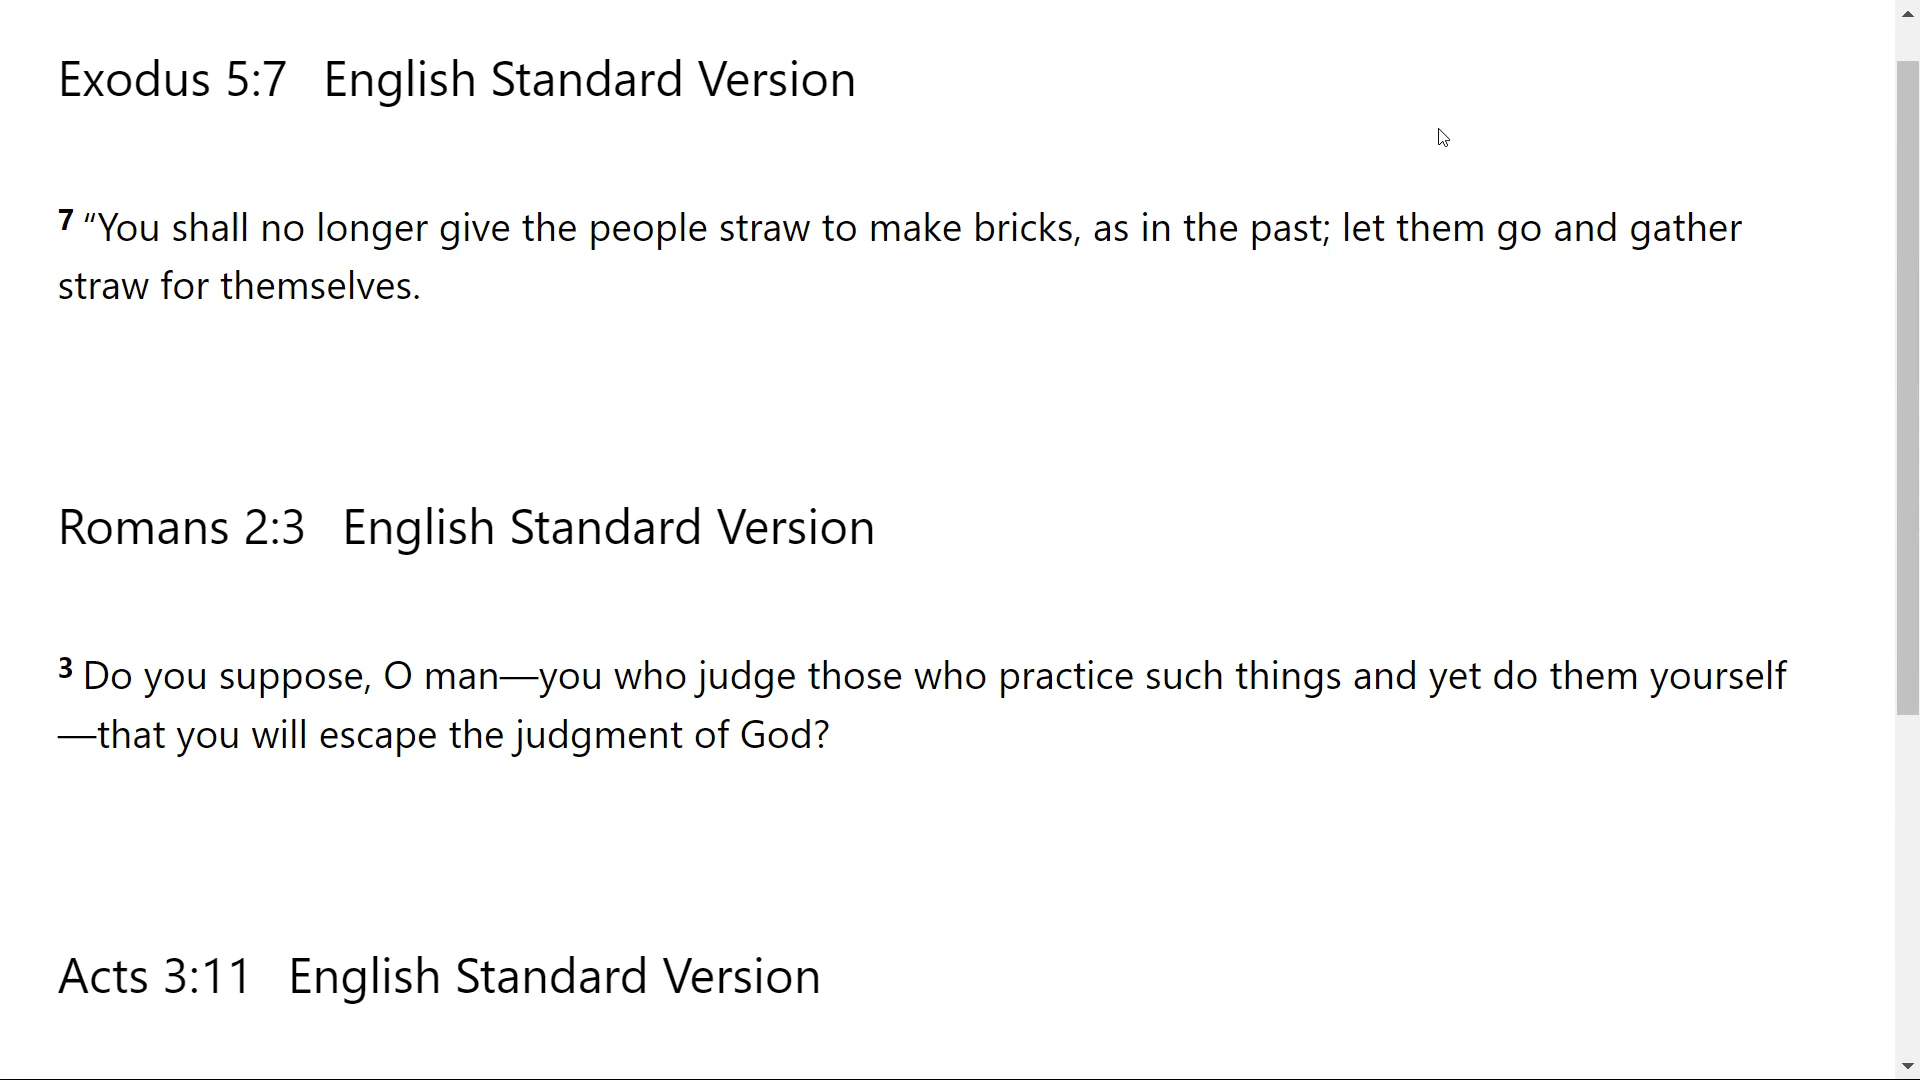 Exodus 5:7 English Standard Version
7 “You shall no longer give the people straw to make bricks, as in the past; let them go and gather
straw for themselves.
Romans 2:3 English Standard Version
3 Do you suppose, O man—you who judge those who practice such things and yet do them yourself
—that you will escape the judgment of God?
Acts 3:11 English Standard Version